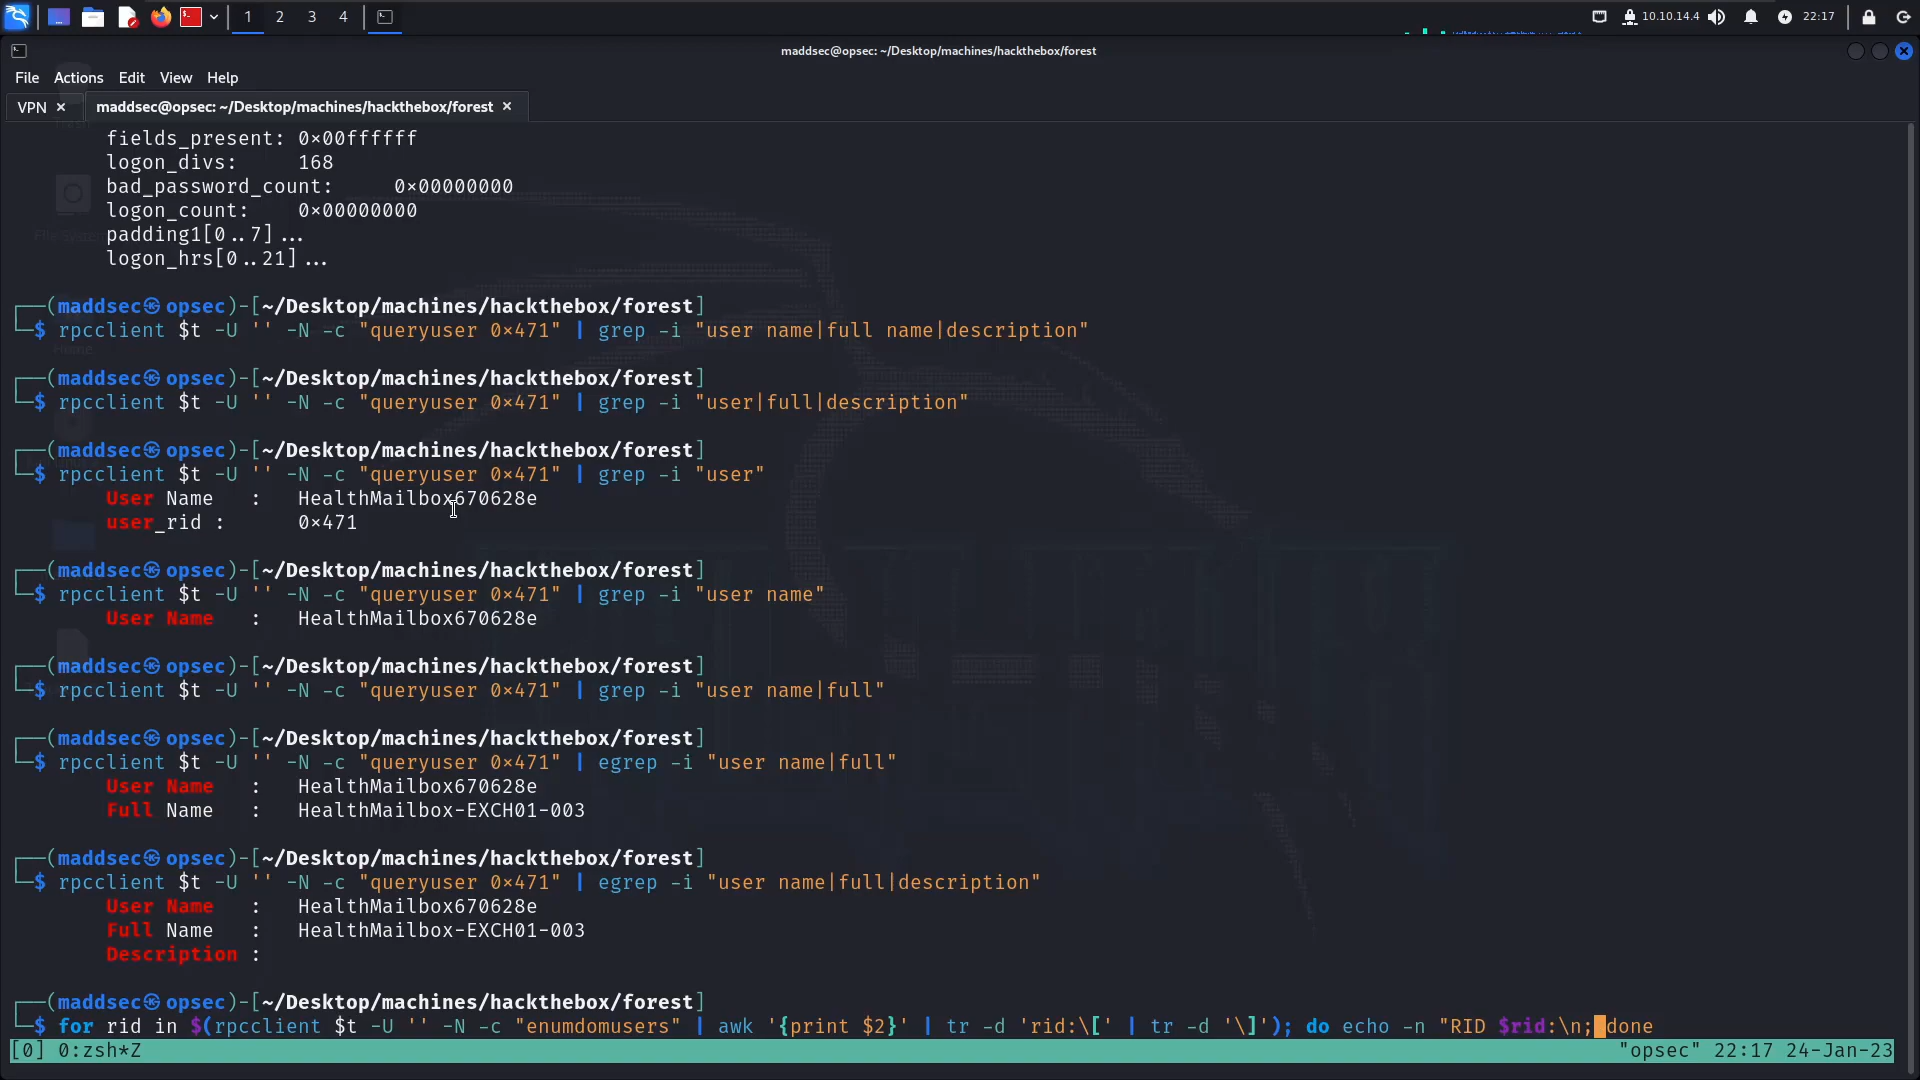 1 2 3 4 10.10.14.4 22:17
maddsec@opsec: ~/Desktop/machines/hackthebox/forest
File Actions Edit View Help
VPN × maddsec@opsec: ~/Desktop/machines/hackthebox/forest ×
fields_present: 0×00ffffff
logon_divs: 168
bad_password_count: 0×00000000
logon_count: 0×00000000
padding1[0..7]...
logon_hrs[0..21]...
┌──(maddsec㉿opsec)-[~/Desktop/machines/hackthebox/forest]
└─$ rpcclient $t -U '' -N -c "queryuser 0×471" | grep -i "user name|full name|description"
┌──(maddsec㉿opsec)-[~/Desktop/machines/hackthebox/forest]
└─$ rpcclient $t -U '' -N -c "queryuser 0×471" | grep -i "user|full|description"
┌──(maddsec㉿opsec)-[~/Desktop/machines/hackthebox/forest]
└─$ rpcclient $t -U '' -N -c "queryuser 0×471" | grep -i "user"
User Name : HealthMailbox670628e
user_rid : 0×471
┌──(maddsec㉿opsec)-[~/Desktop/machines/hackthebox/forest]
└─$ rpcclient $t -U '' -N -c "queryuser 0×471" | grep -i "user name"
User Name : HealthMailbox670628e
┌──(maddsec㉿opsec)-[~/Desktop/machines/hackthebox/forest]
└─$ rpcclient $t -U '' -N -c "queryuser 0×471" | grep -i "user name|full"
┌──(maddsec㉿opsec)-[~/Desktop/machines/hackthebox/forest]
└─$ rpcclient $t -U '' -N -c "queryuser 0×471" | egrep -i "user name|full"
User Name : HealthMailbox670628e
Full Name : HealthMailbox-EXCH01-003
┌──(maddsec㉿opsec)-[~/Desktop/machines/hackthebox/forest]
└─$ rpcclient $t -U '' -N -c "queryuser 0×471" | egrep -i "user name|full|description"
User Name : HealthMailbox670628e
Full Name : HealthMailbox-EXCH01-003
Description :
┌──(maddsec㉿opsec)-[~/Desktop/machines/hackthebox/forest]
└─$ for rid in $(rpcclient $t -U '' -N -c "enumdomusers" | awk '{print $2}' | tr -d 'rid:\[' | tr -d '\]'); do echo -n "RID $rid:\n; done
[0] 0:zsh*Z "opsec" 22:17 24-Jan-23